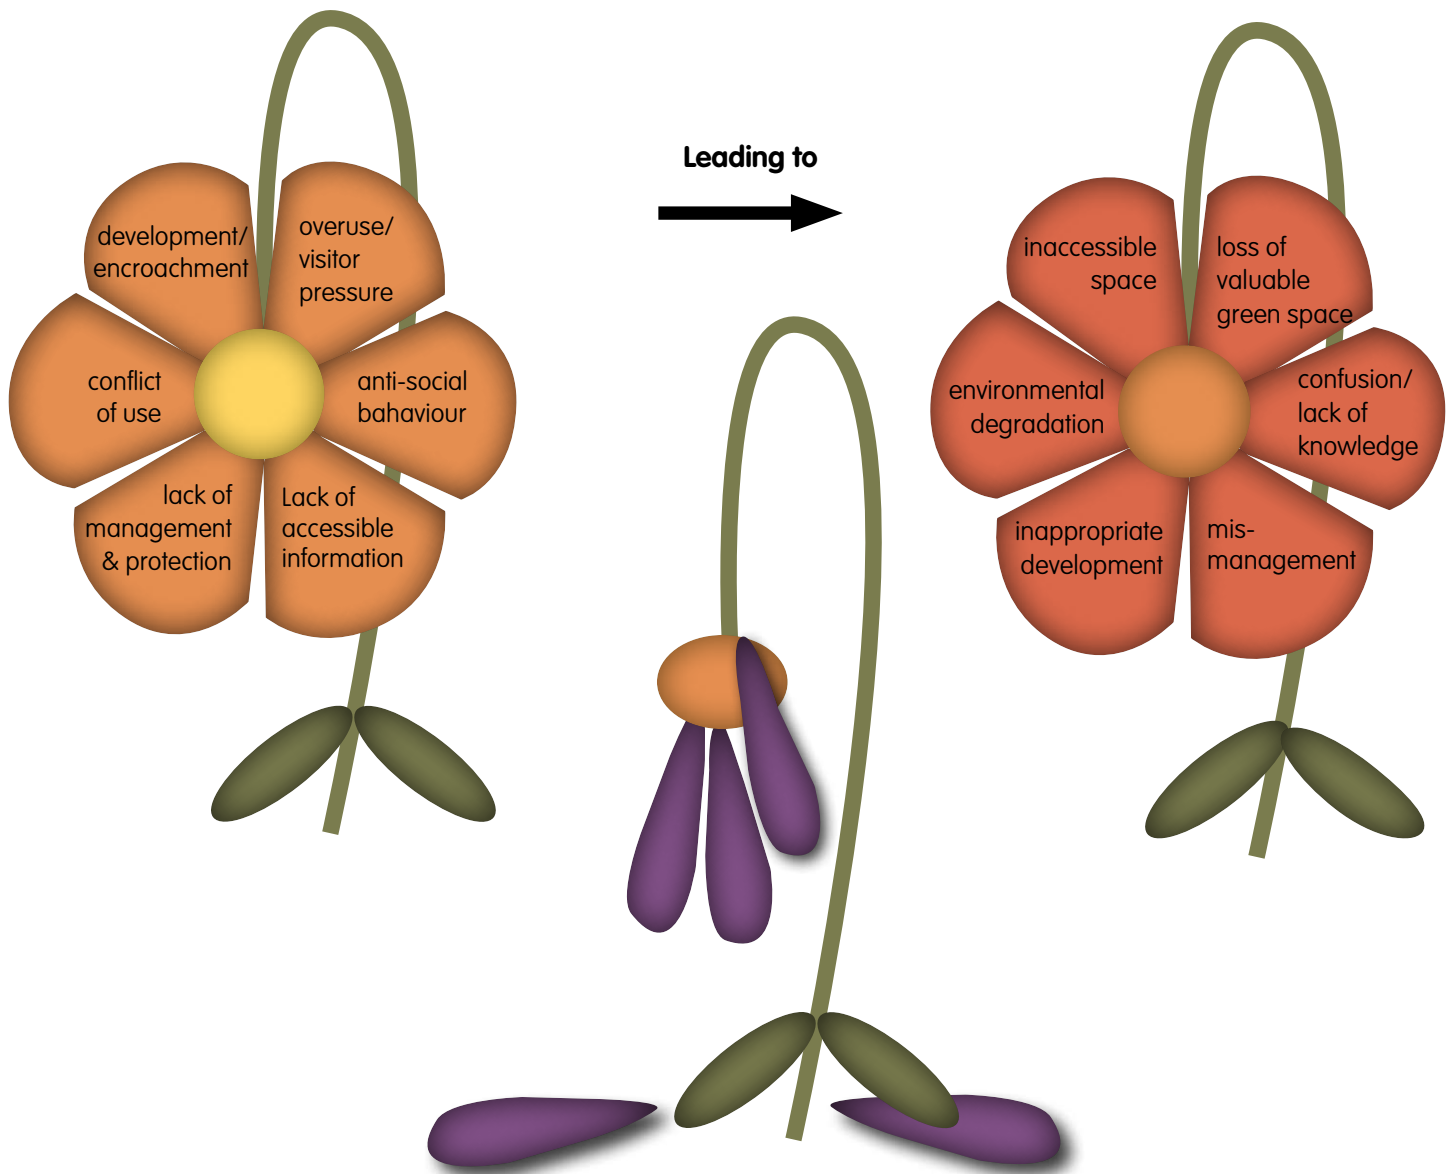 development/
encroachment
overuse/
visitor
pressure
conflict
of use
anti-social
bahaviour
lack of
management
& protection
Lack of
accessible
information
Leading to
inaccessible
space
loss of
valuable
green space
environmental
degradation
confusion/
lack of
knowledge
inappropriate
development
mis-
management